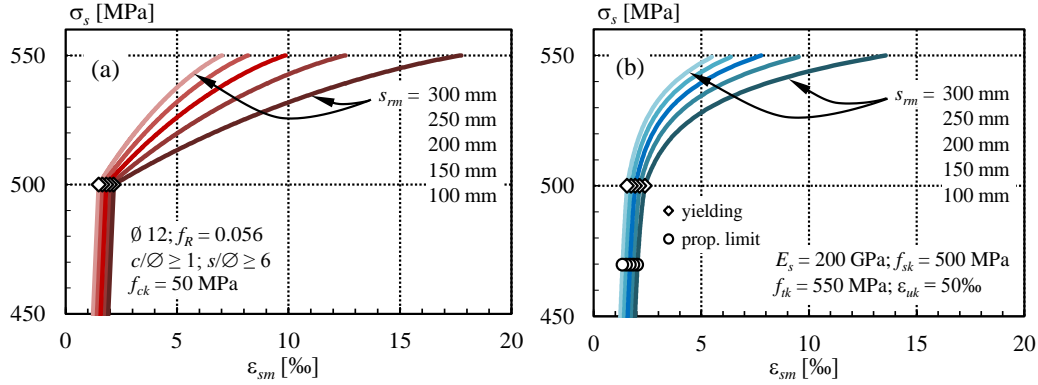 σs [MPa]
550
500
450
(a)
srm = 300 mm
250 mm
200 mm
150 mm
100 mm
Ø 12; fR = 0.056
c/Ø ≥ 1; s/Ø ≥ 6
fck = 50 MPa
0 5 10 15 20
εsm [‰]
σs [MPa]
550
500
450
(b)
srm = 300 mm
250 mm
200 mm
150 mm
100 mm
yielding
prop. limit
Es = 200 GPa; fsk = 500 MPa
ftk = 550 MPa; εuk = 50‰
0 5 10 15 20
εsm [‰]